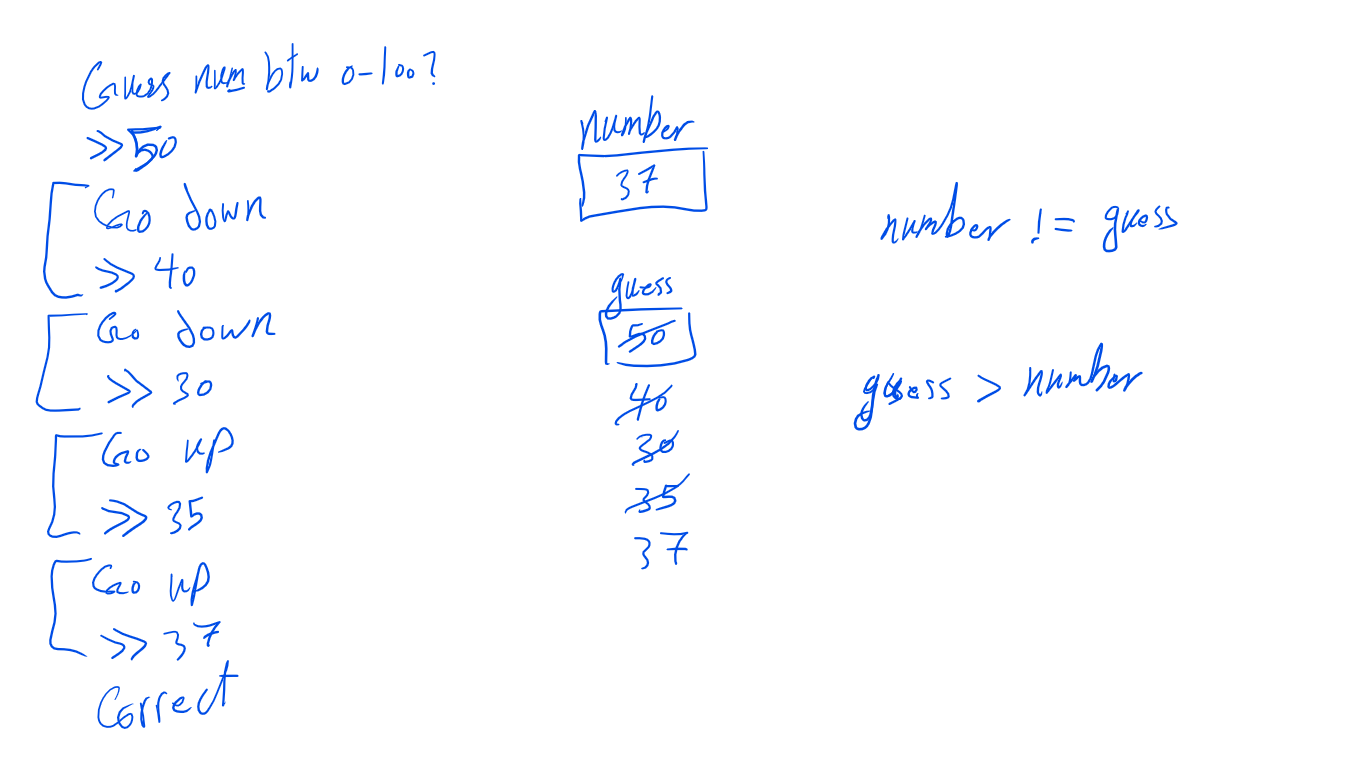 Guess num btw 0-100?
>> 50
Go down
>> 40
Go down
>> 30
Go up
>> 35
Go up
>> 37
Correct
number
37
guess
50
40
30
35
37
number != guess
guess > number